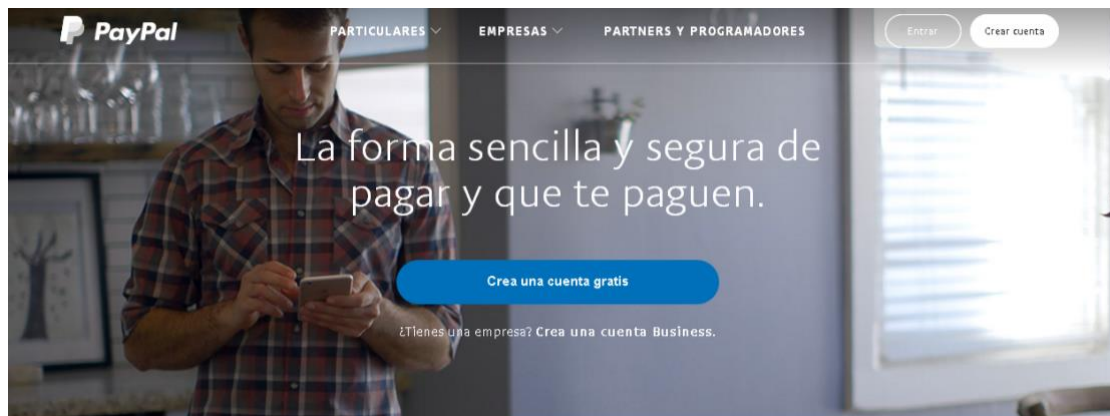 PayPal
PARTICULARES
EMPRESAS
PARTNERS Y PROGRAMADORES
Entrar
Crear cuenta
La forma sencilla y segura de
pagar y que te paguen.
Crea una cuenta gratis
¿Tienes una empresa? Crea una cuenta Business.